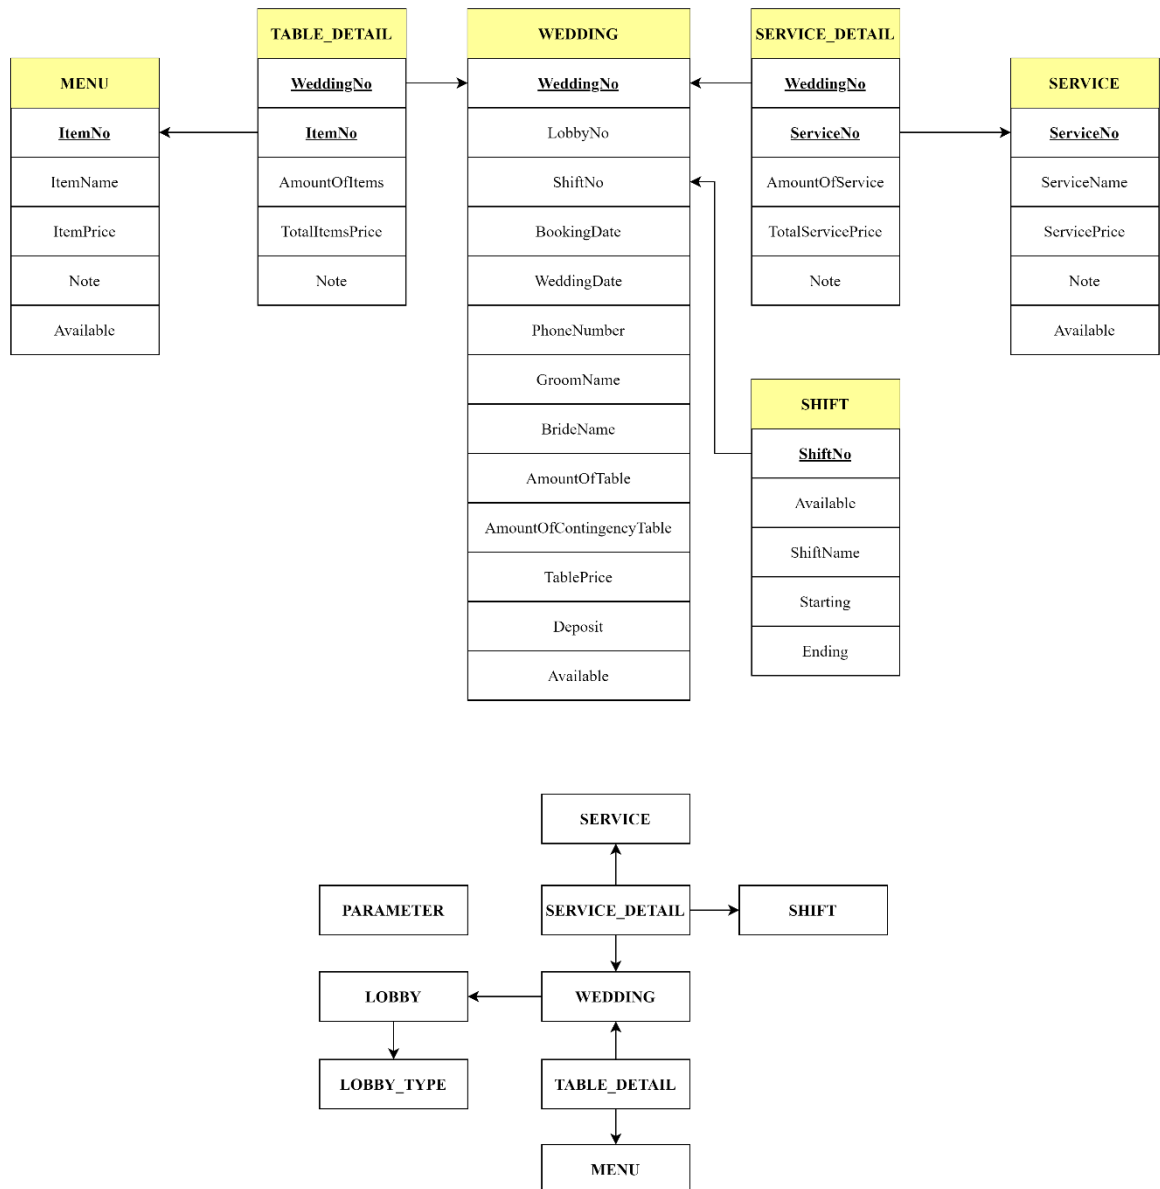 MENU
ItemNo
ItemName
ItemPrice
Note
Available
TABLE_DETAIL
WeddingNo
ItemNo
AmountOfItems
TotalItemsPrice
Note
WEDDING
WeddingNo
LobbyNo
ShiftNo
BookingDate
WeddingDate
PhoneNumber
GroomName
BrideName
AmountOfTable
AmountOfContingencyTable
TablePrice
Deposit
Available
SERVICE_DETAIL
WeddingNo
ServiceNo
AmountOfService
TotalServicePrice
Note
SERVICE
ServiceNo
ServiceName
ServicePrice
Note
Available
SHIFT
ShiftNo
Available
ShiftName
Starting
Ending
SERVICE
PARAMETER
SERVICE_DETAIL
SHIFT
LOBBY
WEDDING
LOBBY_TYPE
TABLE_DETAIL
MENU